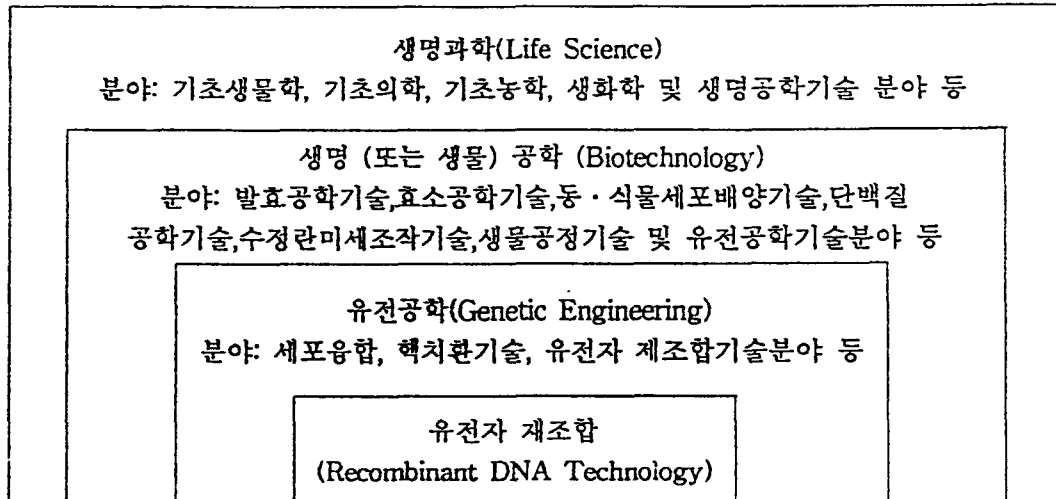 생명과학(Life Science)
분야: 기초생물학, 기초의학, 기초농학, 생화학 및 생명공학기술 분야 등
생명 (또는 생물) 공학 (Biotechnology)
분야: 발효공학기술,효소공학기술,동·식물세포배양기술,단백질
공학기술,수정란미세조작기술,생물공정기술 및 유전공학기술분야 등
유전공학(Genetic Engineering)
분야: 세포융합, 핵치환기술, 유전자 제조합기술분야 등
유전자 재조합
(Recombinant DNA Technology)